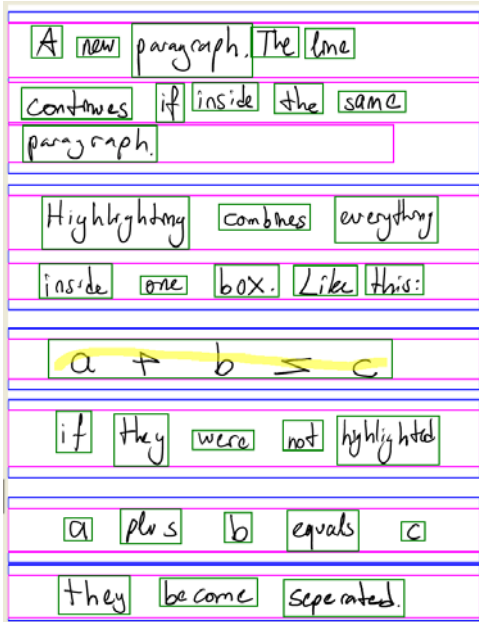 A new paragraph. The line
continues if inside the same
paragraph.
Highlighting combines everything
inside one box. Like this:
a + b = c
if they were not highlighted
a plus b equals c
they become seperated.